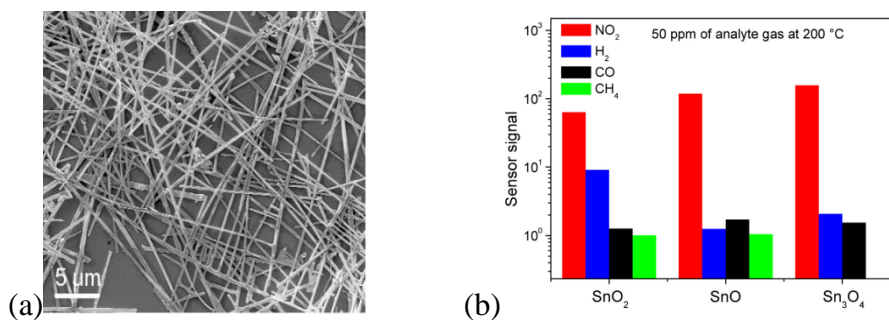 5 µm
(a)
NO₂
H₂
CO
CH₄
50 ppm of analyte gas at 200 °C
10³
10²
10¹
10⁰
Sensor signal
SnO₂
SnO
Sn₃O₄
(b)